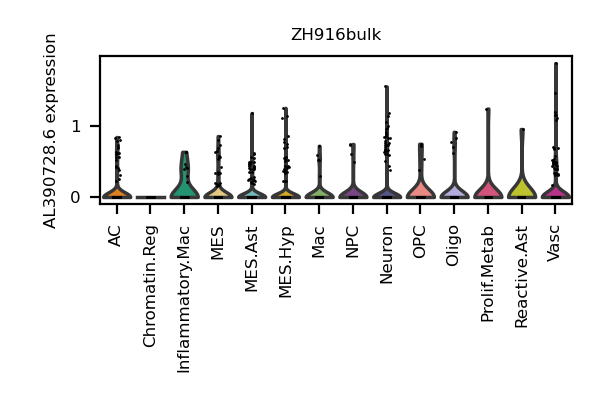 ZH916bulk
AL390728.6 expression
1
0
AC
Chromatin.Reg
Inflammatory.Mac
MES
MES.Ast
MES.Hyp
Mac
NPC
Neuron
OPC
Oligo
Prolif.Metab
Reactive.Ast
Vasc